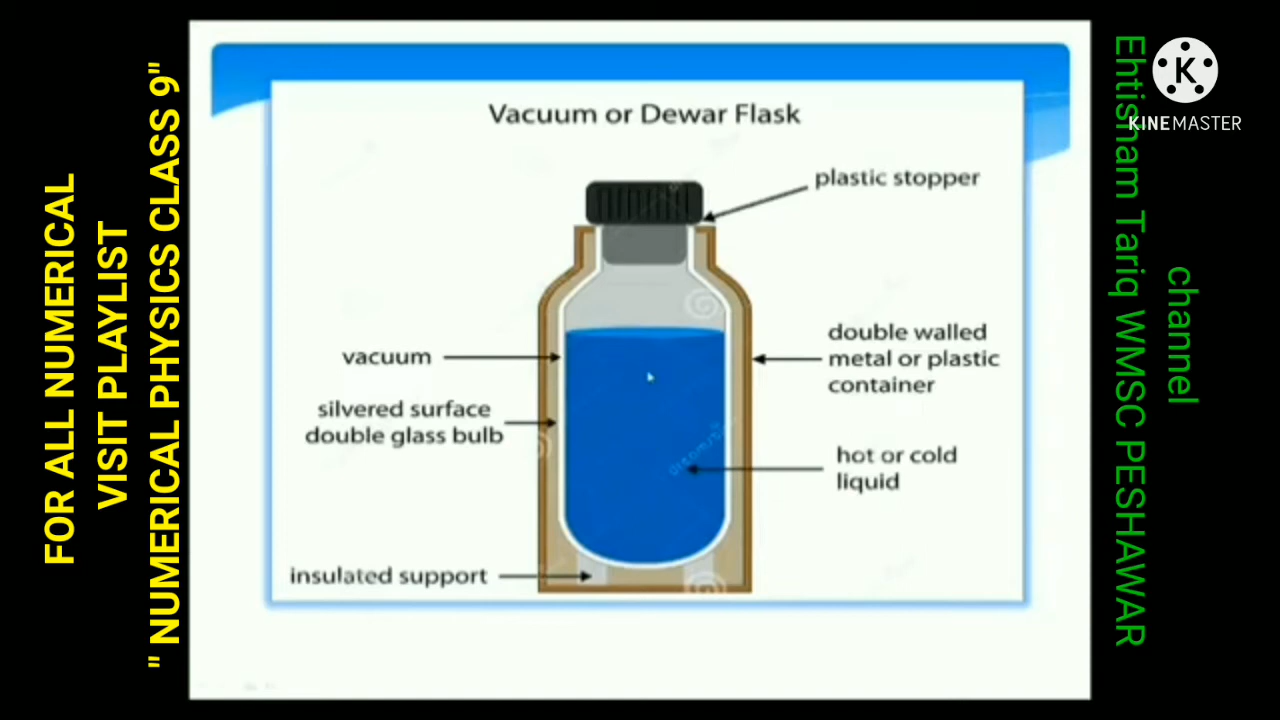 FOR ALL NUMERICAL
VISIT PLAYLIST
" NUMERICAL PHYSICS CLASS 9"
Vacuum or Dewar Flask
plastic stopper
vacuum
double walled
metal or plastic
container
silvered surface
double glass bulb
hot or cold
liquid
insulated support
KINEMASTER
channel
Ehtisham Tariq WMSC PESHAWAR